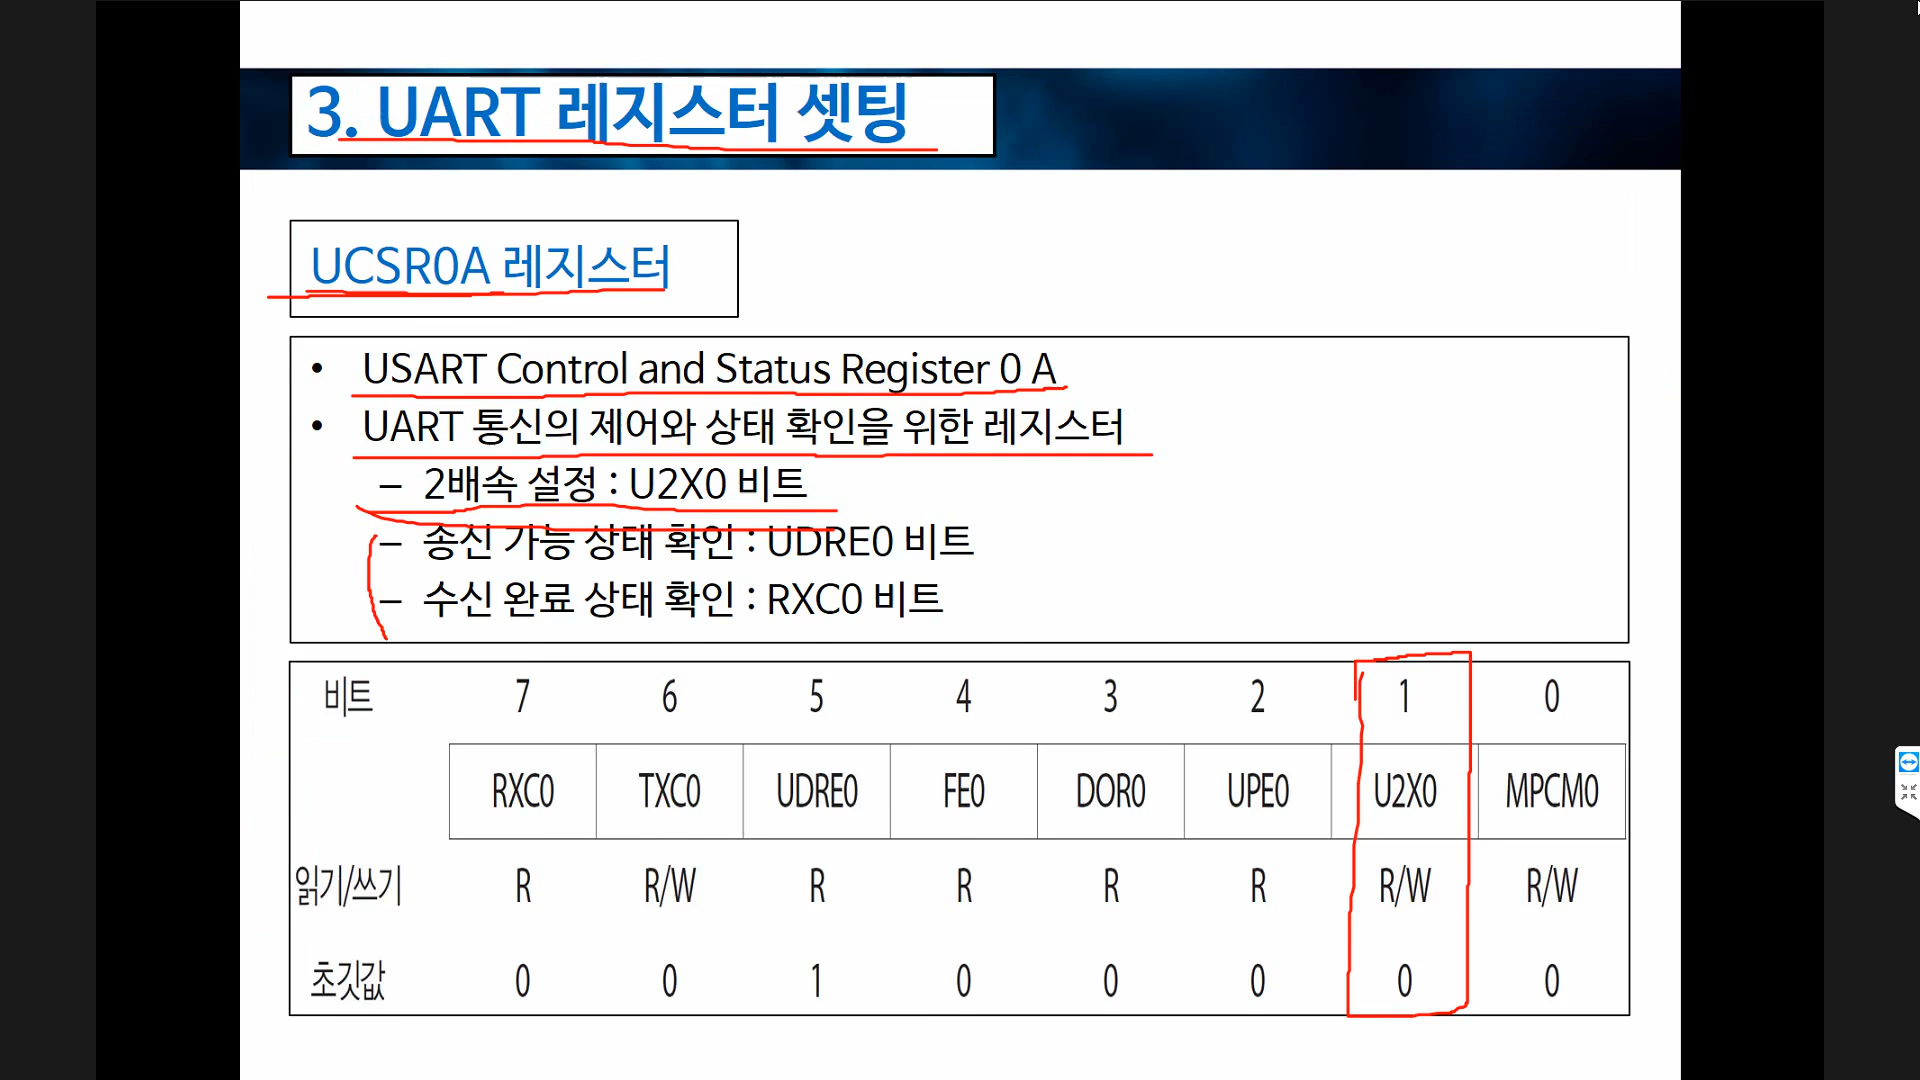 3. UART 레지스터 셋팅
UCSR0A 레지스터
• USART Control and Status Register 0 A
• UART 통신의 제어와 상태 확인을 위한 레지스터
– 2배속 설정 : U2X0 비트
– 송신 가능 상태 확인 : UDRE0 비트
– 수신 완료 상태 확인 : RXC0 비트
비트 7 6 5 4 3 2 1 0
RXC0 TXC0 UDRE0 FE0 DOR0 UPE0 U2X0 MPCM0
읽기/쓰기 R R/W R R R R R/W R/W
초깃값 0 0 1 0 0 0 0 0